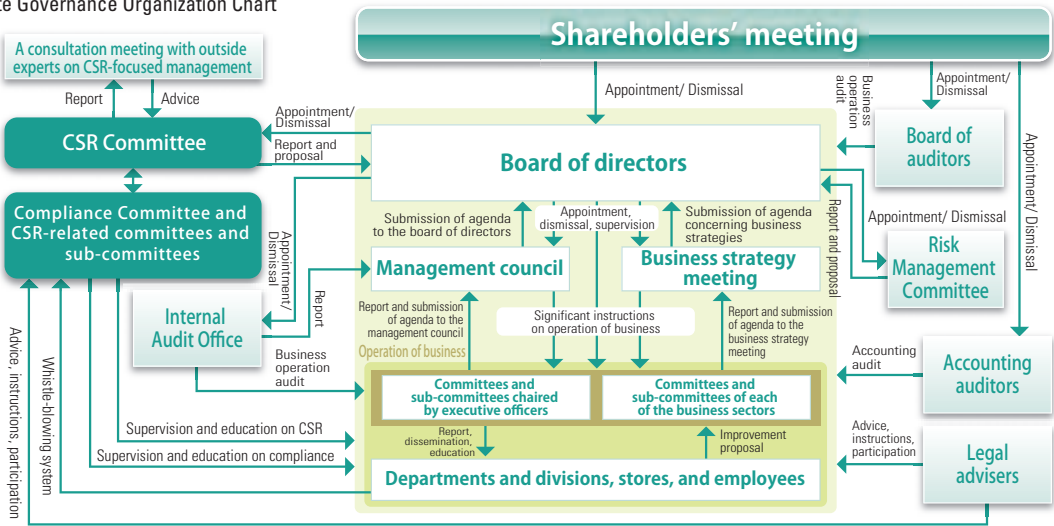 te Governance Organization Chart
Shareholders' meeting
A consultation meeting with outside
experts on CSR-focused management
Report
Advice
Appointment/ Dismissal
Business
operation
audit
Appointment/
Dismissal
CSR Committee
Appointment/
Dismissal
Report and
proposal
Board of directors
Board of
auditors
Appointment/ Dismissal
Compliance Committee and
CSR-related committees and
sub-committees
Appointment/
Dismissal
Report
Submission of agenda
to the board of directors
Appointment,
dismissal, supervision
Submission of agenda
concerning business
strategies
Report and proposal
Appointment/ Dismissal
Management council
Business strategy
meeting
Risk
Management
Committee
Internal
Audit Office
Report and submission
of agenda to the
management council
Significant instructions
on operation of business
Report and submission
of agenda to the
business strategy
meeting
Operation of business
Business
operation
audit
Committees and
sub-committees chaired
by executive officers
Committees and
sub-committees of each
of the business sectors
Accounting
audit
Accounting
auditors
Advice, instructions, participation
Whistle-blowing system
Supervision and education on CSR
Supervision and education on compliance
Report,
dissemination,
education
Improvement
proposal
Advice,
instructions,
participation
Legal
advisers
Departments and divisions, stores, and employees